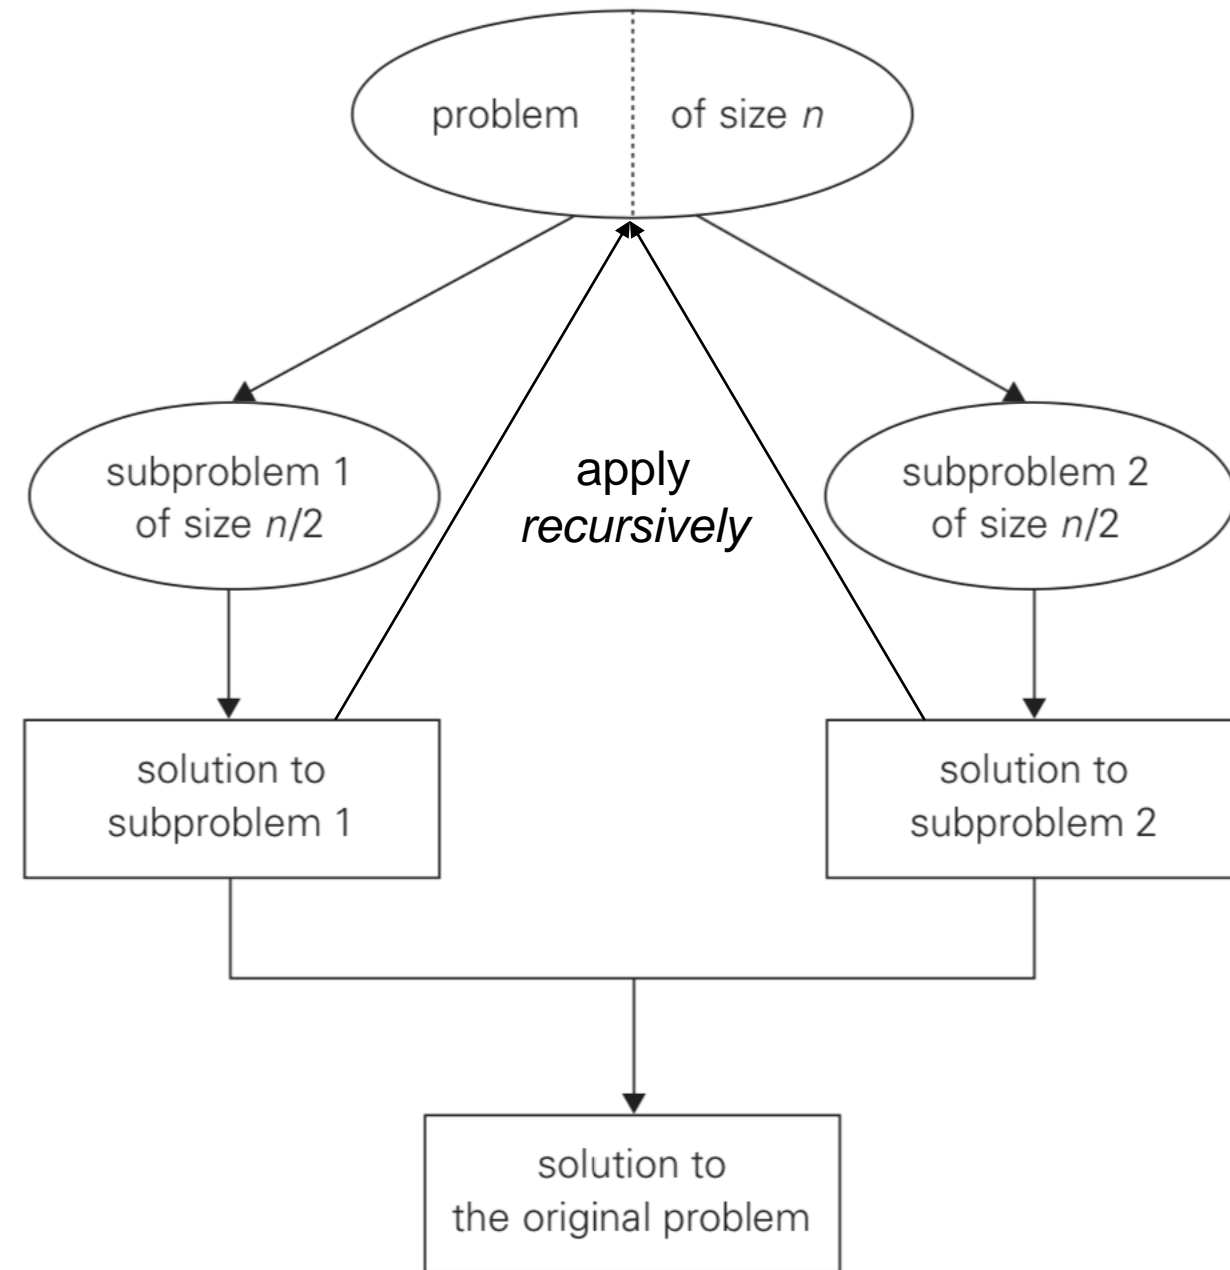 problem of size n
subproblem 1
of size n/2
apply
recursively
subproblem 2
of size n/2
solution to
subproblem 1
solution to
subproblem 2
solution to
the original problem